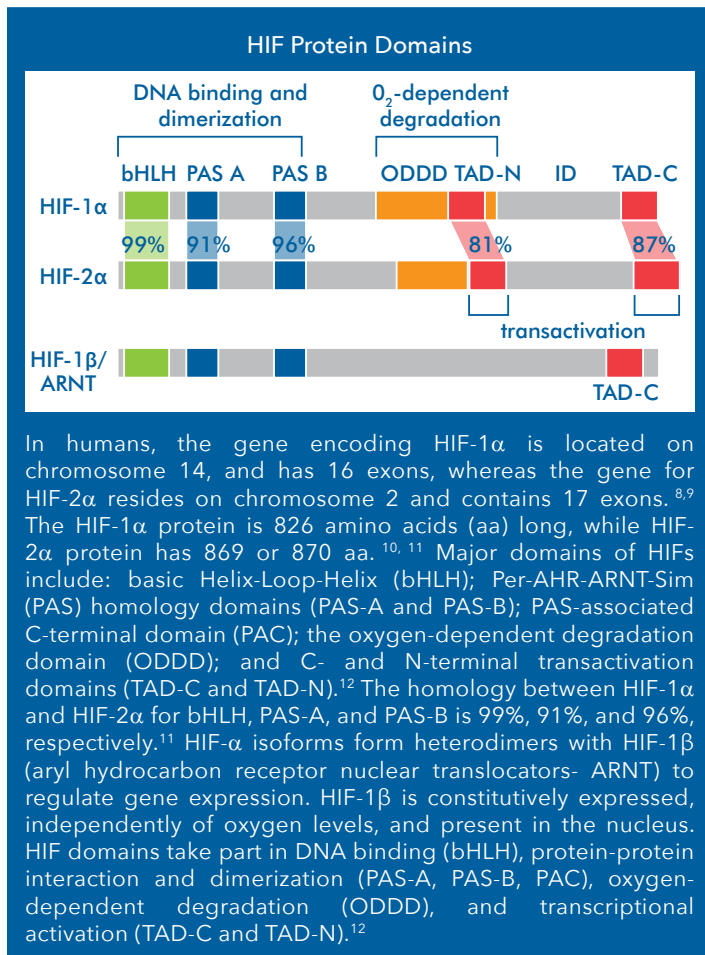 HIF Protein Domains
DNA binding and
dimerization
0₂-dependent
degradation
bHLH PAS A PAS B ODDD TAD-N ID TAD-C
HIF-1α
99% 91% 96% 81% 87%
HIF-2α
transactivation
HIF-1β/
ARNT
TAD-C
In humans, the gene encoding HIF-1α is located on
chromosome 14, and has 16 exons, whereas the gene for
HIF-2α resides on chromosome 2 and contains 17 exons. ⁸,⁹
The HIF-1α protein is 826 amino acids (aa) long, while HIF-
2α protein has 869 or 870 aa. ¹⁰, ¹¹ Major domains of HIFs
include: basic Helix-Loop-Helix (bHLH); Per-AHR-ARNT-Sim
(PAS) homology domains (PAS-A and PAS-B); PAS-associated
C-terminal domain (PAC); the oxygen-dependent degradation
domain (ODDD); and C- and N-terminal transactivation
domains (TAD-C and TAD-N).¹² The homology between HIF-1α
and HIF-2α for bHLH, PAS-A, and PAS-B is 99%, 91%, and 96%,
respectively.¹¹ HIF-α isoforms form heterodimers with HIF-1β
(aryl hydrocarbon receptor nuclear translocators- ARNT) to
regulate gene expression. HIF-1β is constitutively expressed,
independently of oxygen levels, and present in the nucleus.
HIF domains take part in DNA binding (bHLH), protein-protein
interaction and dimerization (PAS-A, PAS-B, PAC), oxygen-
dependent degradation (ODDD), and transcriptional
activation (TAD-C and TAD-N).¹²